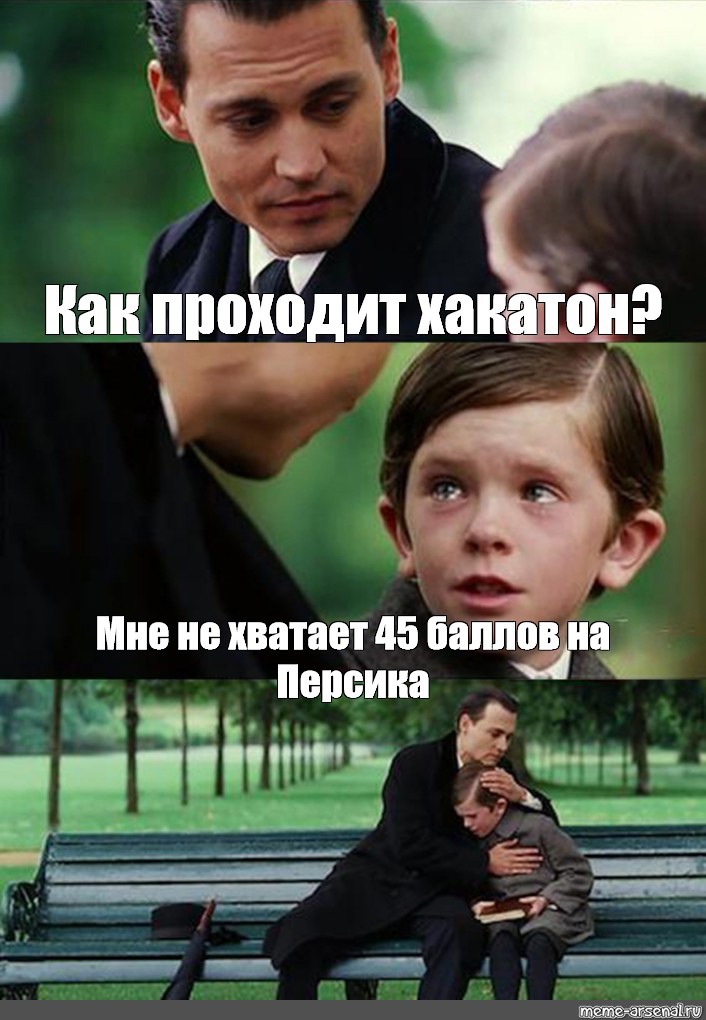 Как проходит хакатон?
Мне не хватает 45 баллов на
Персика
meme-arsenal.ru